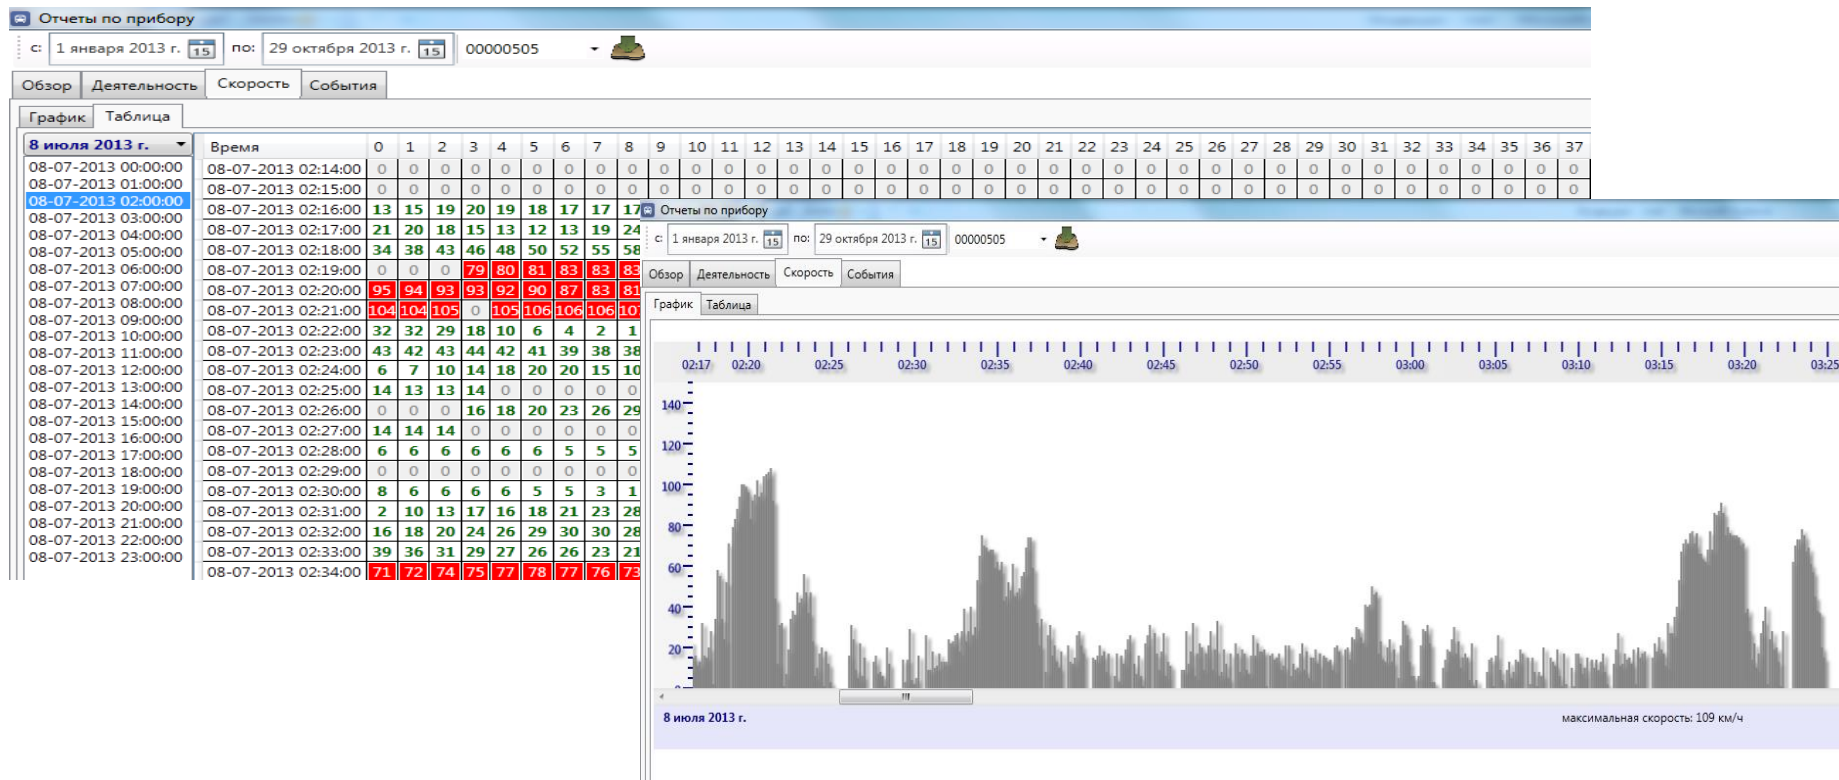 Отчеты по прибору
с: 1 января 2013 г. 15 по: 29 октября 2013 г. 15 00000505
Обзор Деятельность Скорость События
График Таблица
8 июля 2013 г.
08-07-2013 00:00:00
08-07-2013 01:00:00
08-07-2013 02:00:00
08-07-2013 03:00:00
08-07-2013 04:00:00
08-07-2013 05:00:00
08-07-2013 06:00:00
08-07-2013 07:00:00
08-07-2013 08:00:00
08-07-2013 09:00:00
08-07-2013 10:00:00
08-07-2013 11:00:00
08-07-2013 12:00:00
08-07-2013 13:00:00
08-07-2013 14:00:00
08-07-2013 15:00:00
08-07-2013 16:00:00
08-07-2013 17:00:00
08-07-2013 18:00:00
08-07-2013 19:00:00
08-07-2013 20:00:00
08-07-2013 21:00:00
08-07-2013 22:00:00
08-07-2013 23:00:00
Время 0 1 2 3 4 5 6 7 8 9 10 11 12 13 14 15 16 17 18 19 20 21 22 23 24 25 26 27 28 29 30 31 32 33 34 35 36 37
08-07-2013 02:14:00 0 0 0 0 0 0 0 0 0 0 0 0 0 0 0 0 0 0 0 0 0 0 0 0 0 0 0 0 0 0 0 0 0 0 0 0 0 0
08-07-2013 02:15:00 0 0 0 0 0 0 0 0 0 0 0 0 0 0 0 0 0 0 0 0 0 0 0 0 0 0 0 0 0 0 0 0 0 0 0 0 0 0
08-07-2013 02:16:00 13 15 19 20 19 18 17 17 17
08-07-2013 02:17:00 21 20 18 15 13 12 13 19 24
08-07-2013 02:18:00 34 38 43 46 48 50 52 55 58
08-07-2013 02:19:00 0 0 0 79 80 81 83 83 83
08-07-2013 02:20:00 95 94 93 93 92 90 87 83 81
08-07-2013 02:21:00 104 104 105 0 105 106 106 106 107
08-07-2013 02:22:00 32 32 29 18 10 6 4 2 1
08-07-2013 02:23:00 43 42 43 44 42 41 39 38 38
08-07-2013 02:24:00 6 7 10 14 18 20 20 15 10
08-07-2013 02:25:00 14 13 13 14 0 0 0 0 0
08-07-2013 02:26:00 0 0 0 16 18 20 23 26 29
08-07-2013 02:27:00 14 14 14 0 0 0 0 0 0
08-07-2013 02:28:00 6 6 6 6 6 6 5 5 5
08-07-2013 02:29:00 0 0 0 0 0 0 0 0 0
08-07-2013 02:30:00 8 6 6 6 6 5 5 3 1
08-07-2013 02:31:00 2 10 13 17 16 18 21 23 28
08-07-2013 02:32:00 16 18 20 24 26 29 30 30 28
08-07-2013 02:33:00 39 36 31 29 27 26 26 23 21
08-07-2013 02:34:00 71 72 74 75 77 78 77 76 73
Отчеты по прибору
с: 1 января 2013 г. 15 по: 29 октября 2013 г. 15 00000505
Обзор Деятельность Скорость События
График Таблица
02:17 02:20 02:25 02:30 02:35 02:40 02:45 02:50 02:55 03:00 03:05 03:10 03:15 03:20 03:25
140
120
100
80
60
40
20
8 июля 2013 г. максимальная скорость: 109 км/ч